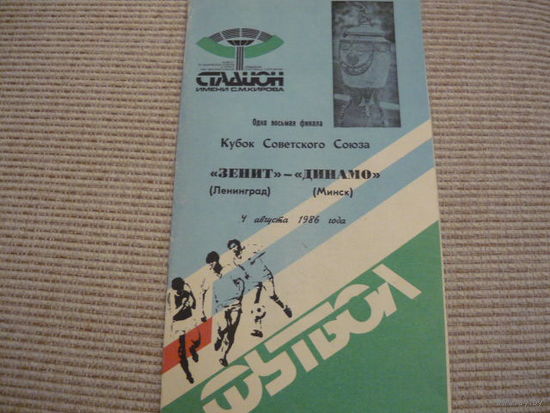 СТАДИОН
ИМЕНИ С.М.КИРОВА
Одна восьмая финала
Кубок Советского Союза
«ЗЕНИТ» – «ДИНАМО»
(Ленинград) (Минск)
4 августа 1986 года
ФУТБОЛ